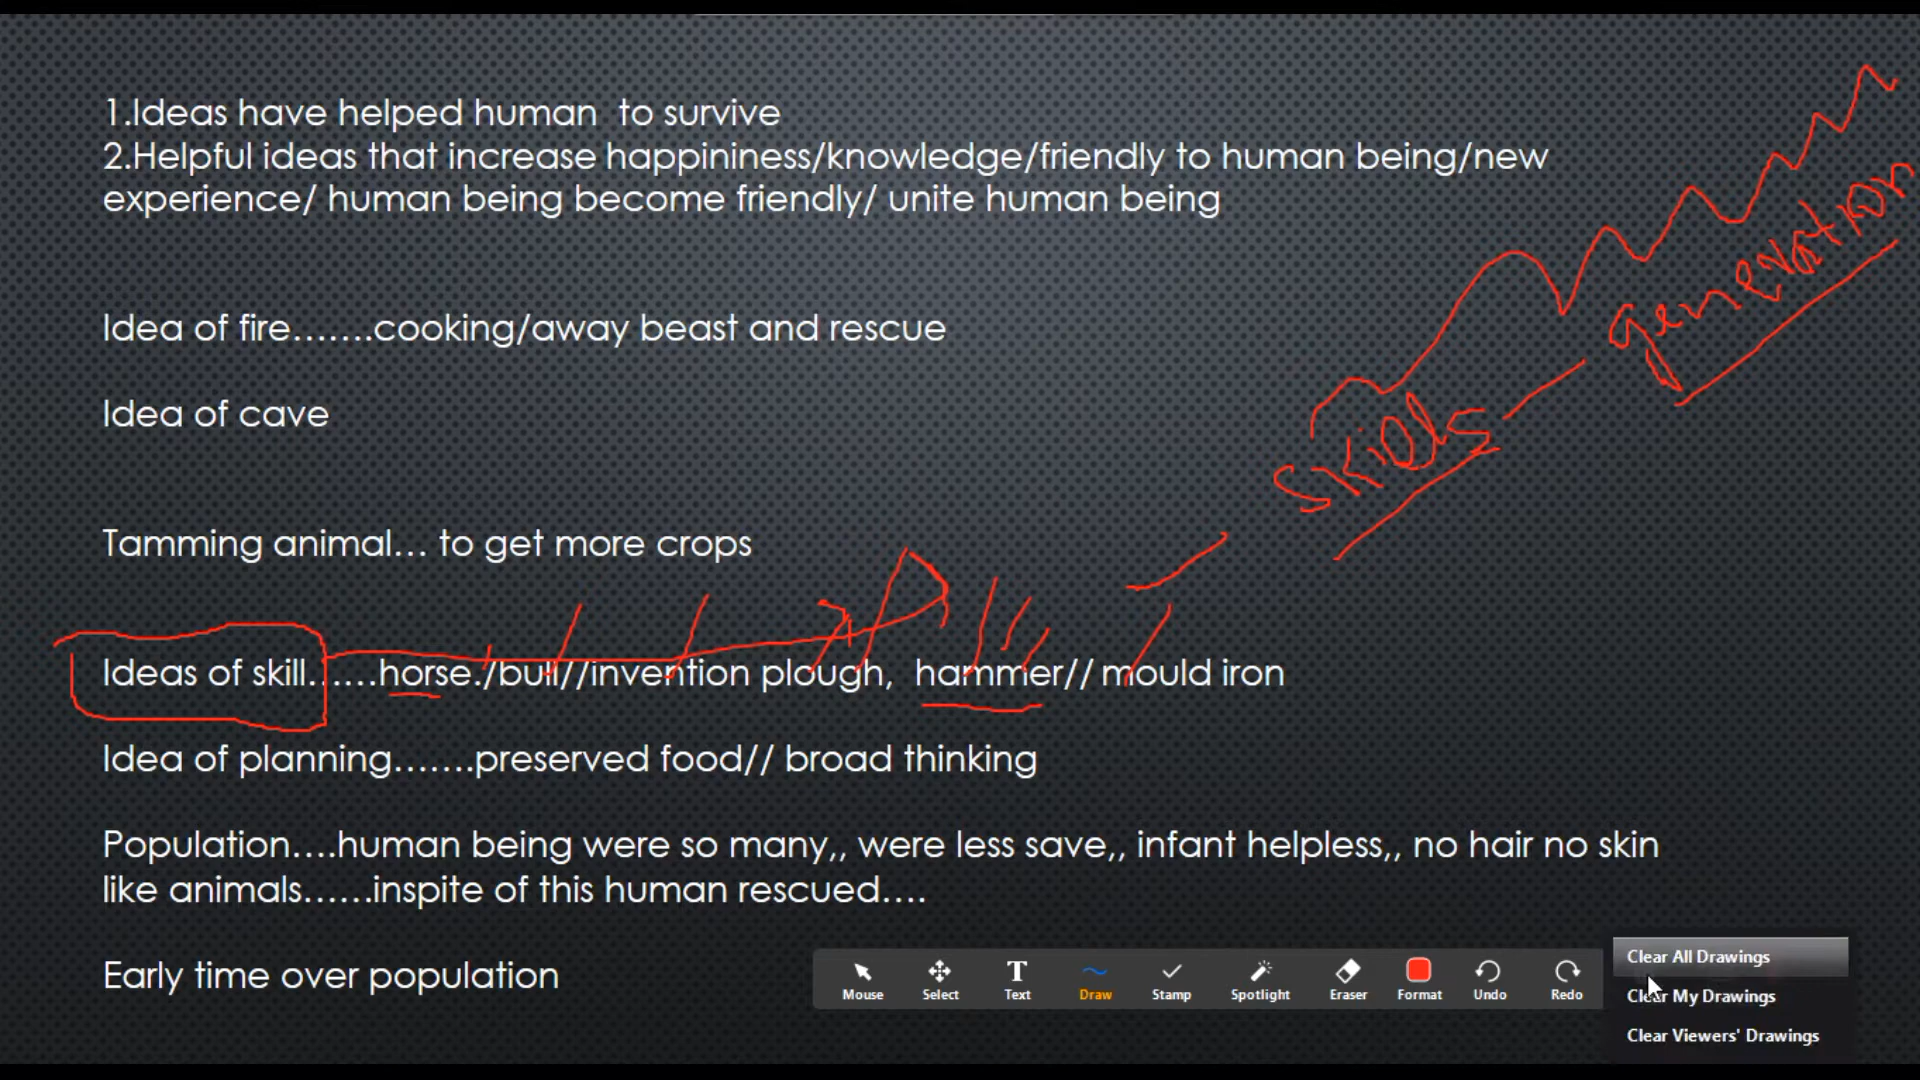 1.Ideas have helped human  to survive
2.Helpful ideas that increase happininess/knowledge/friendly to human being/new
experience/ human being become friendly/ unite human being
Idea of fire…….cooking/away beast and rescue
Idea of cave
skills
generation
Tamming animal… to get more crops
Ideas of skill……horse./bull//invention plough,  hammer// mould iron
Idea of planning…….preserved food// broad thinking
Population….human being were so many,, were less save,, infant helpless,, no hair no skin
like animals……inspite of this human rescued….
Early time over population
Mouse Select Text Draw Stamp Spotlight Eraser Format Undo Redo
Clear All Drawings
Clear My Drawings
Clear Viewers' Drawings